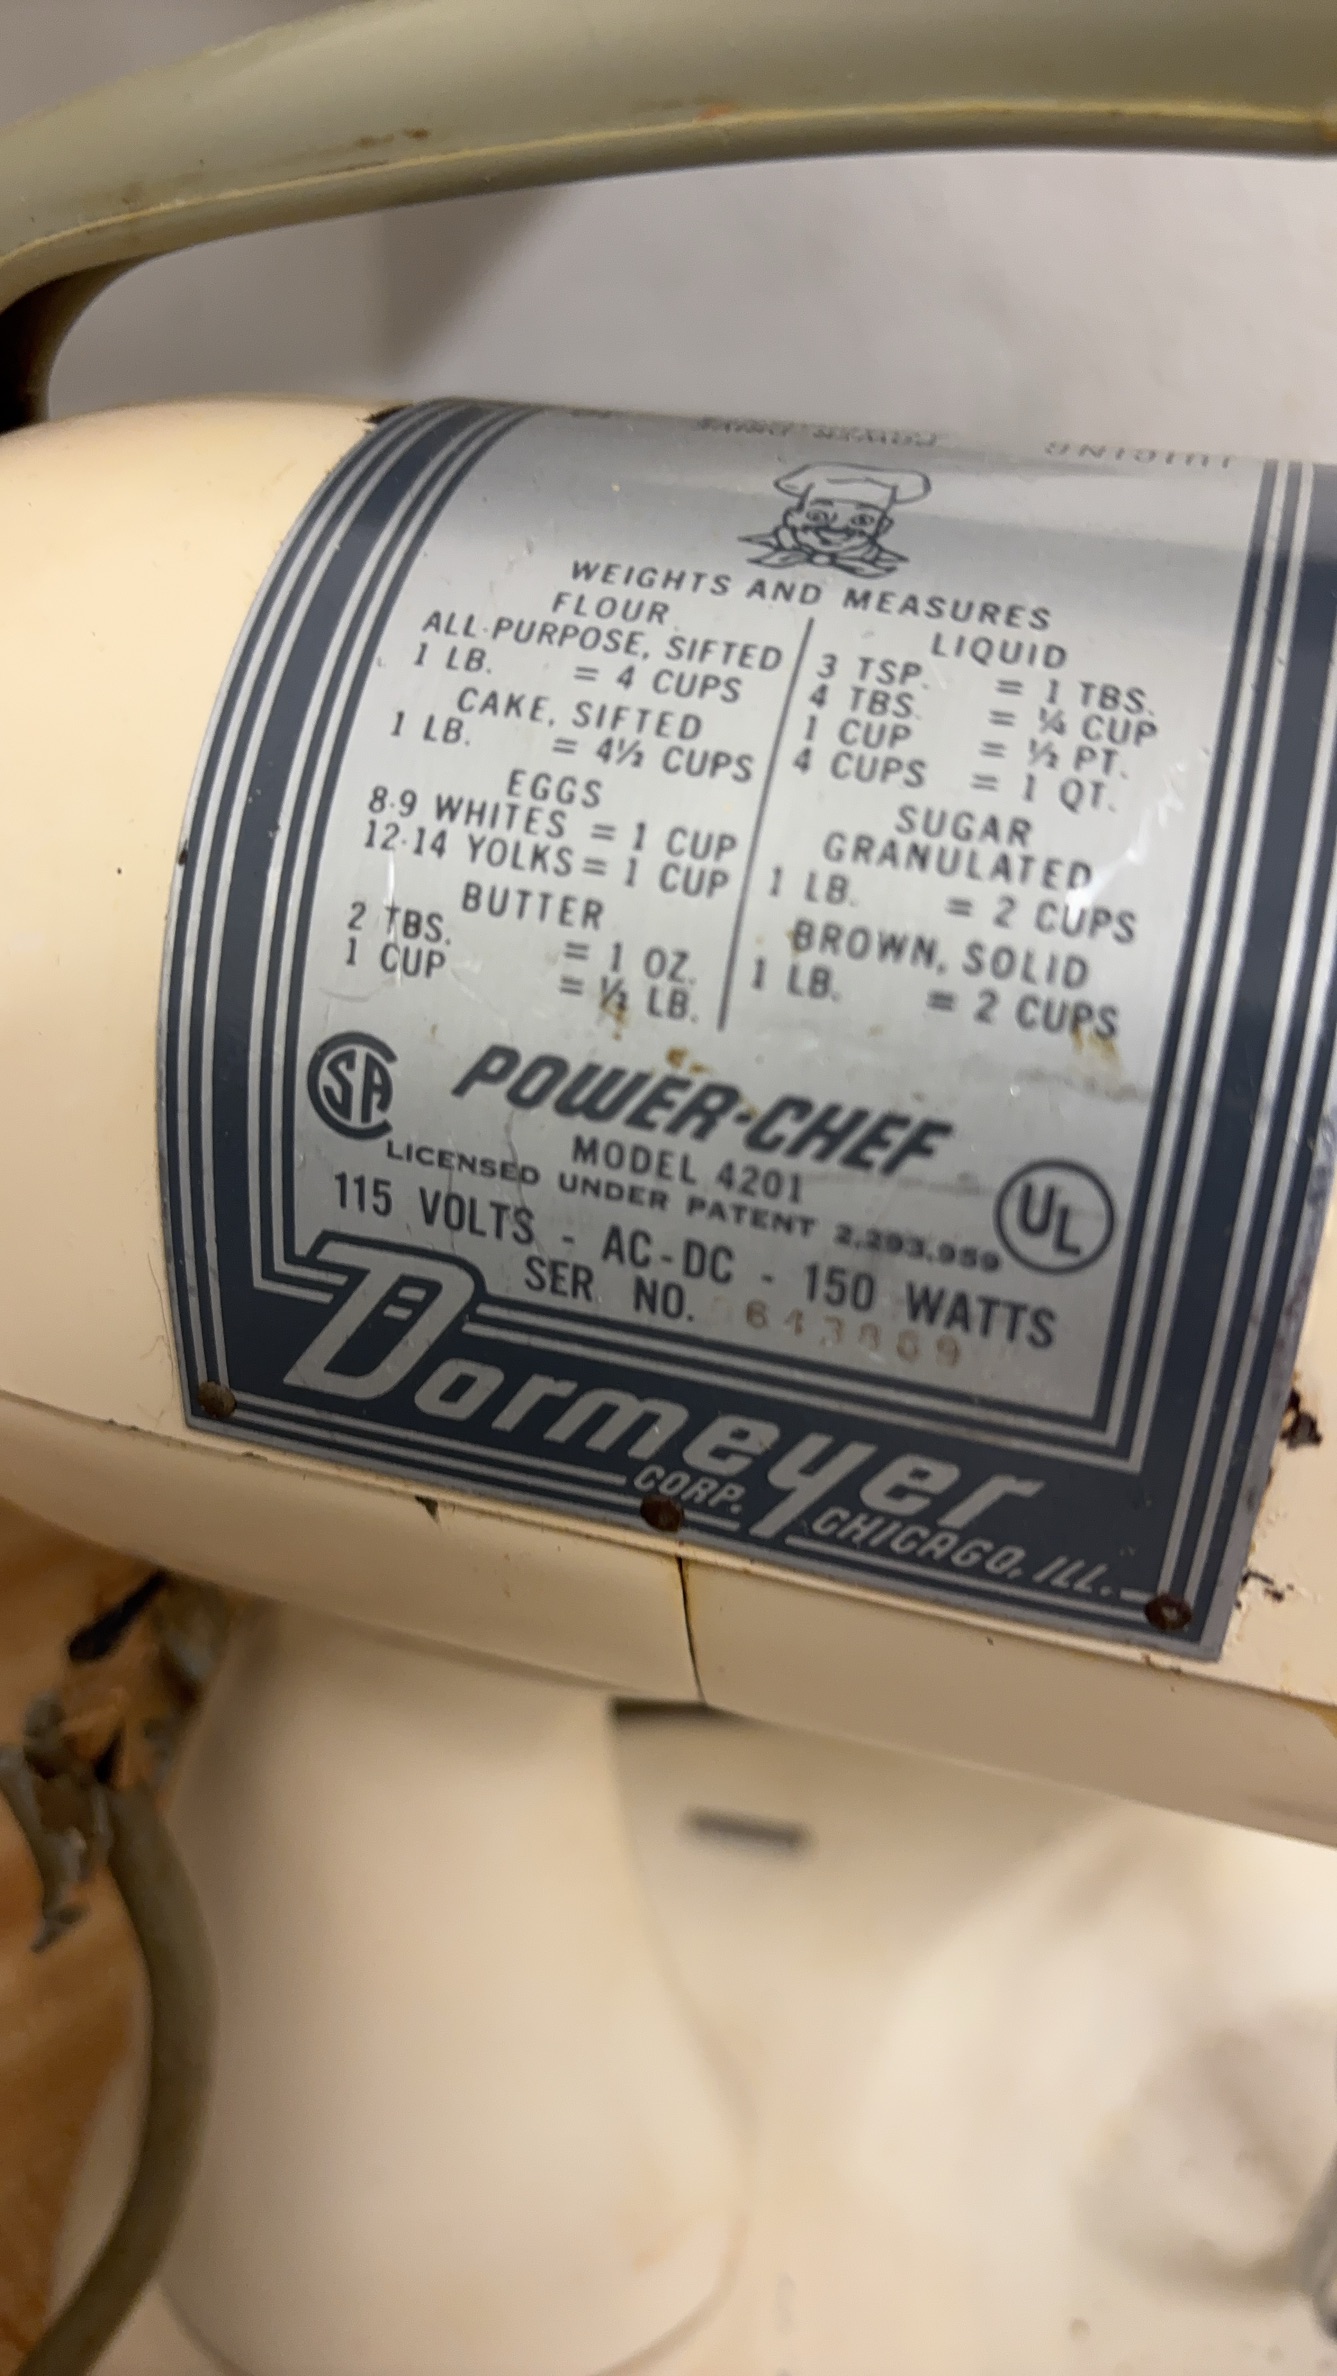 JUICING
WEIGHTS AND MEASURES
FLOUR
ALL-PURPOSE, SIFTED
1 LB. = 4 CUPS
CAKE, SIFTED
1 LB. = 4½ CUPS
EGGS
8-9 WHITES = 1 CUP
12-14 YOLKS = 1 CUP
BUTTER
2 TBS. = 1 OZ.
1 CUP = ½ LB.
LIQUID
3 TSP. = 1 TBS.
4 TBS. = ¼ CUP
1 CUP = ½ PT.
4 CUPS = 1 QT.
SUGAR
GRANULATED
1 LB. = 2 CUPS
BROWN, SOLID
1 LB. = 2 CUPS
SA
POWER-CHEF
MODEL 4201
LICENSED UNDER PATENT 2,293,959
UL
115 VOLTS - AC-DC - 150 WATTS
SER. NO.
Dormeyer
CORP. CHICAGO, ILL.